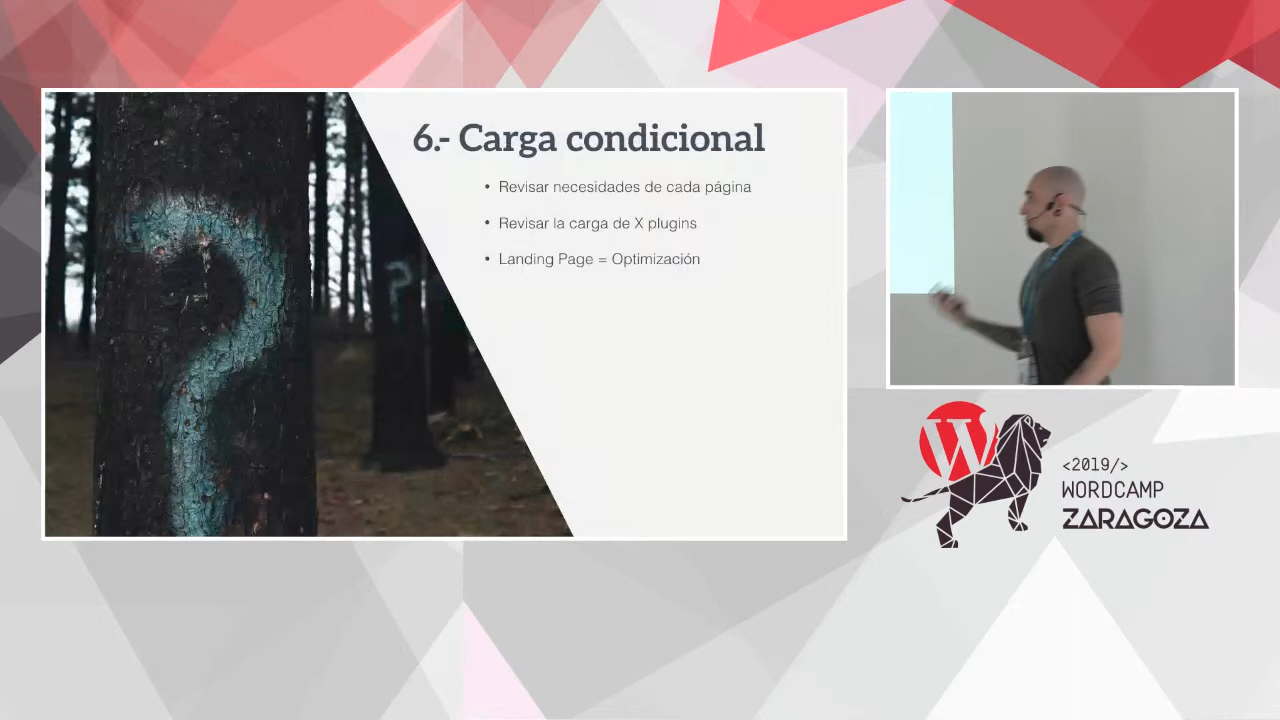 6.- Carga condicional
• Revisar necesidades de cada página
• Revisar la carga de X plugins
• Landing Page = Optimización
<2019/>
WORDCAMP
ZARAGOZA